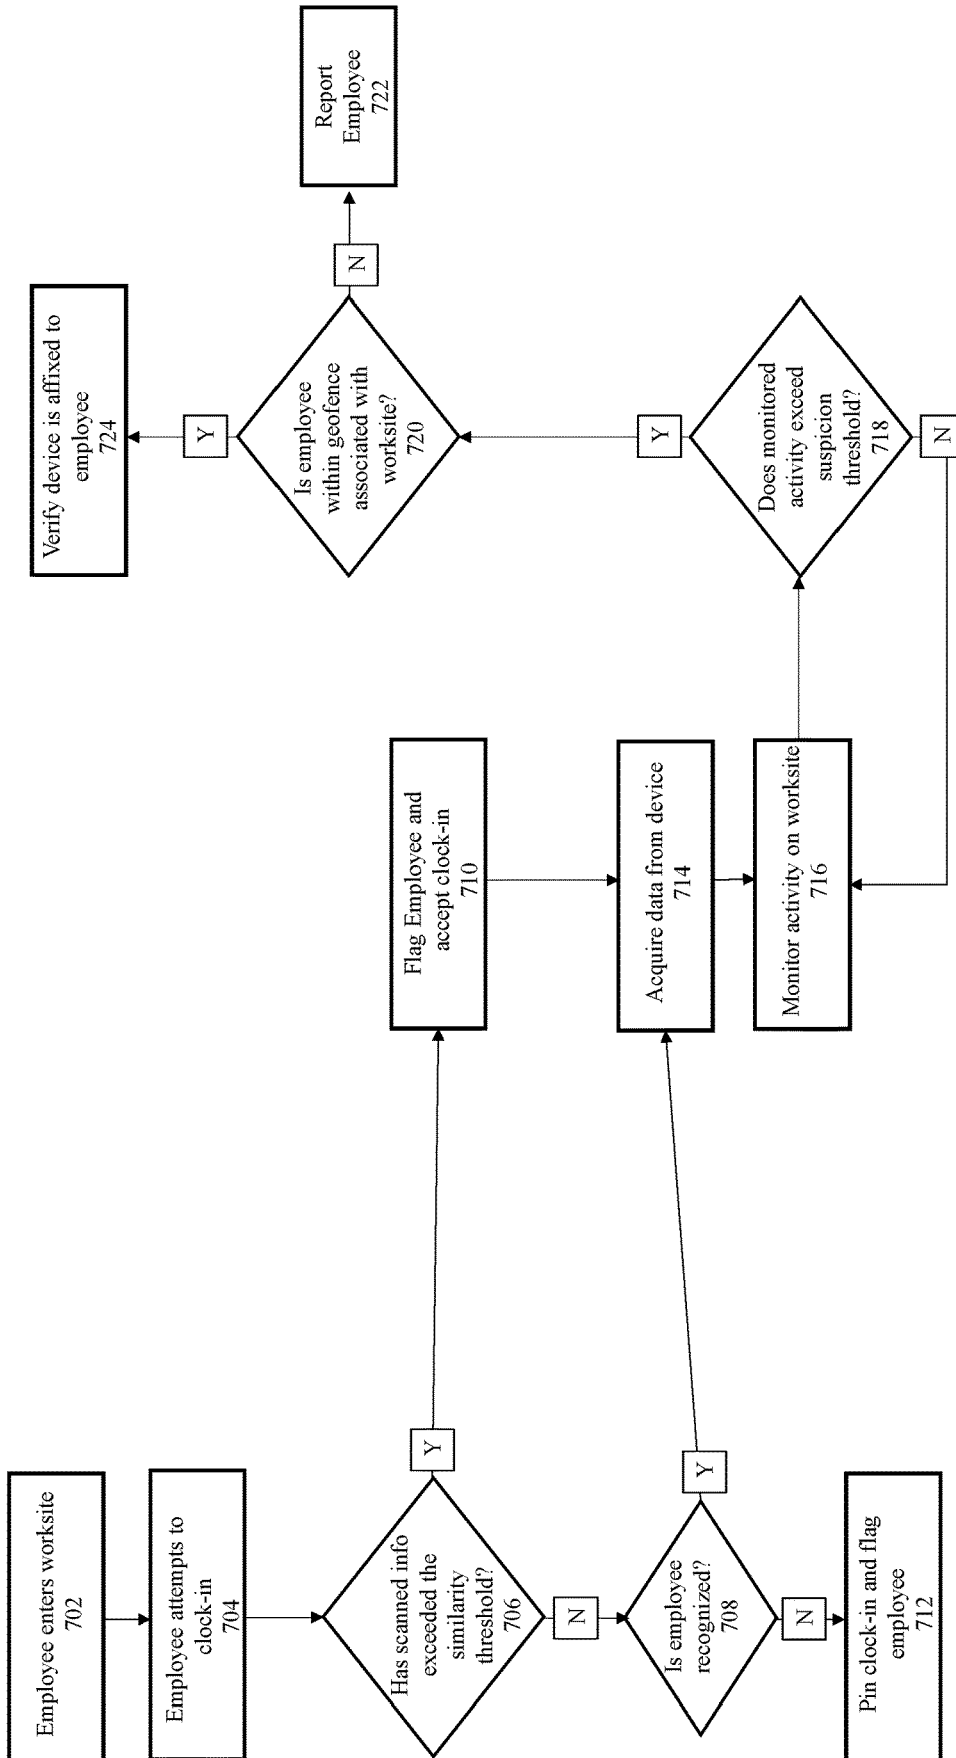 Employee enters worksite
702
Employee attempts to
clock-in
704
Has scanned info
exceeded the
similarity
threshold?
706
Y
N
Is employee
recognized?
708
Y
N
Pin clock-in and flag
employee
712
Flag Employee and
accept clock-in
710
Acquire data from device
714
Monitor activity on worksite
716
Does monitored
activity exceed
suspicion
threshold?
718
Y
N
Is employee
within geofence
associated with
worksite?
720
Y
N
Verify device is affixed to
employee
724
Report
Employee
722